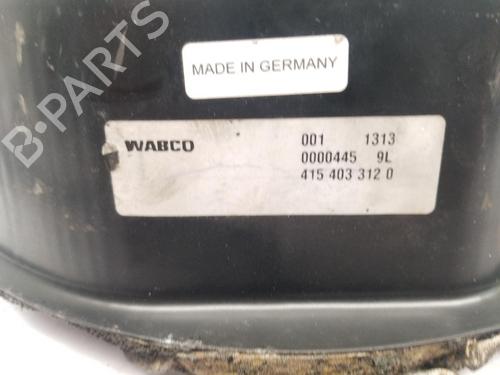 B-PARTS
MADE IN GERMANY
WABCO 001 1313
0000445 9L
415 403 312 0